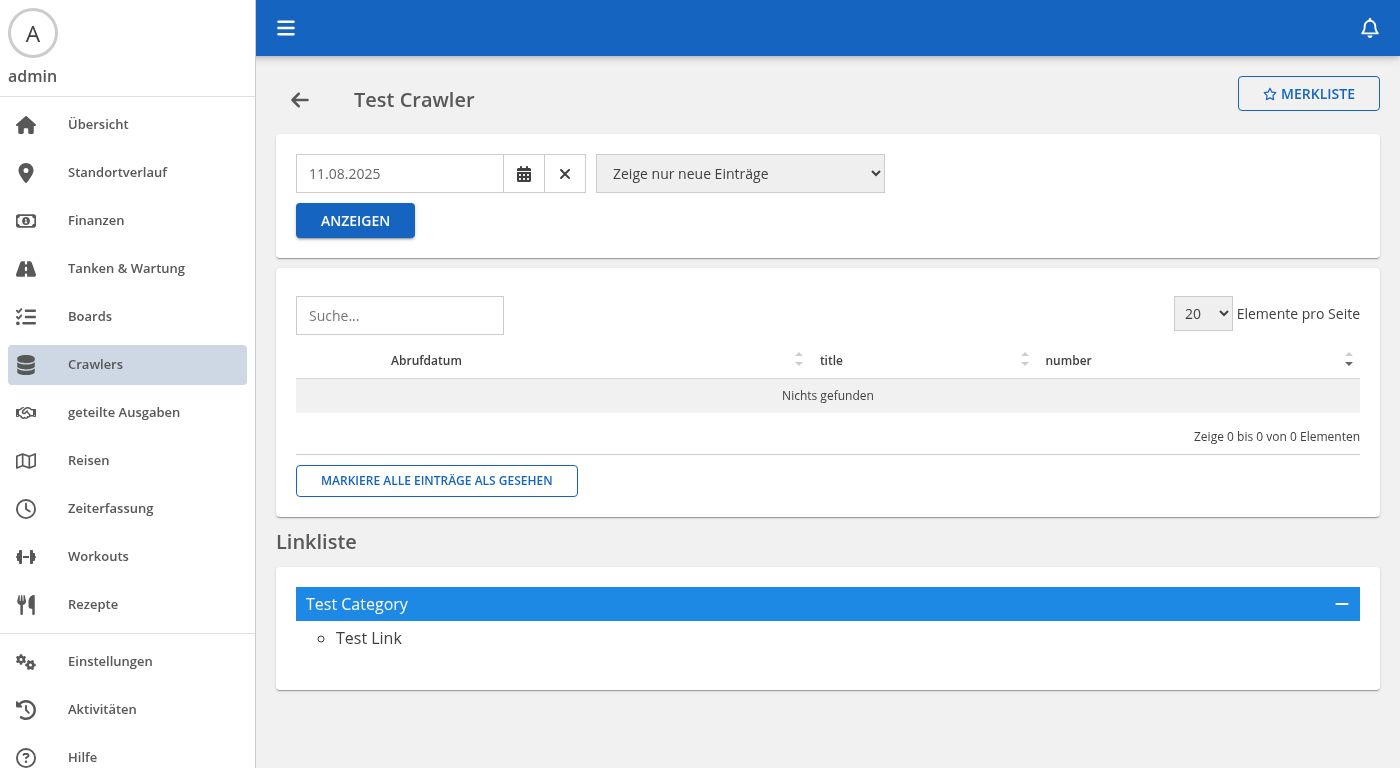 A
admin
Übersicht
Standortverlauf
Finanzen
Tanken & Wartung
Boards
Crawlers
geteilte Ausgaben
Reisen
Zeiterfassung
Workouts
Rezepte
Einstellungen
Aktivitäten
Hilfe
Test Crawler
MERKLISTE
11.08.2025
Zeige nur neue Einträge
ANZEIGEN
Suche...
20 Elemente pro Seite
Abrufdatum title number
Nichts gefunden
Zeige 0 bis 0 von 0 Elementen
MARKIERE ALLE EINTRÄGE ALS GESEHEN
Linkliste
Test Category
Test Link